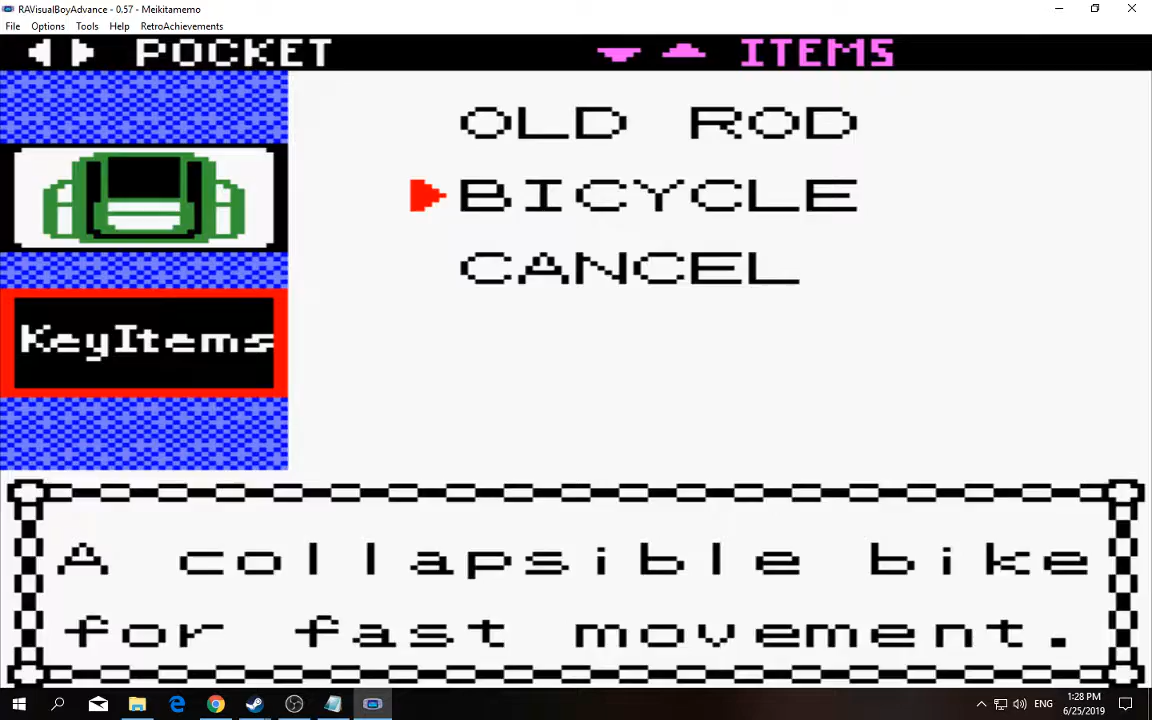 RAVisualBoyAdvance - 0.57 - Meikitamemo
File Options Tools Help RetroAchievements
POCKET ITEMS
OLD ROD
BICYCLE
CANCEL
KeyItems
A collapsible bike
for fast movement.
ENG
1:28 PM
6/25/2019